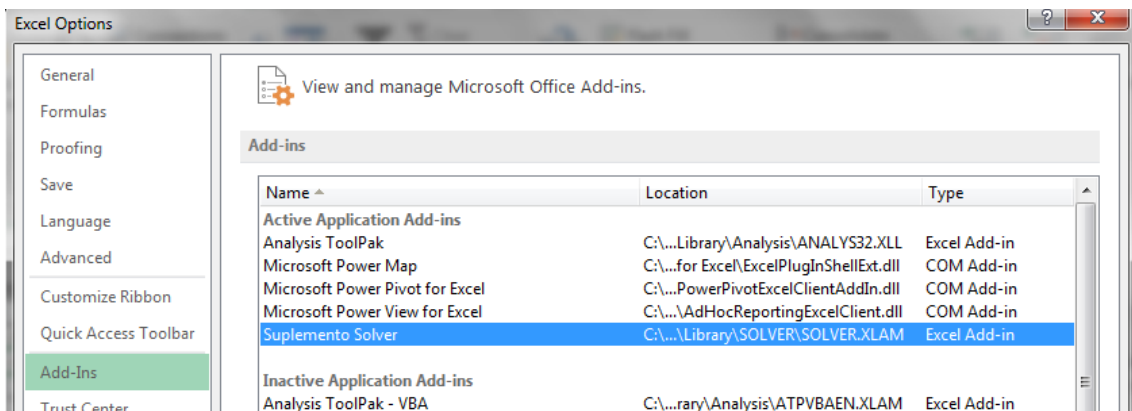 Excel Options
General
Formulas
Proofing
Save
Language
Advanced
Customize Ribbon
Quick Access Toolbar
Add-Ins
Trust Center
View and manage Microsoft Office Add-ins.
Add-ins
Name Location Type
Active Application Add-ins
Analysis ToolPak C:\...Library\Analysis\ANALYS32.XLL Excel Add-in
Microsoft Power Map C:\...for Excel\ExcelPlugInShellExt.dll COM Add-in
Microsoft Power Pivot for Excel C:\...PowerPivotExcelClientAddIn.dll COM Add-in
Microsoft Power View for Excel C:\...\AdHocReportingExcelClient.dll COM Add-in
Suplemento Solver C:\...\Library\SOLVER\SOLVER.XLAM Excel Add-in
Inactive Application Add-ins
Analysis ToolPak - VBA C:\...rary\Analysis\ATPVBAEN.XLAM Excel Add-in